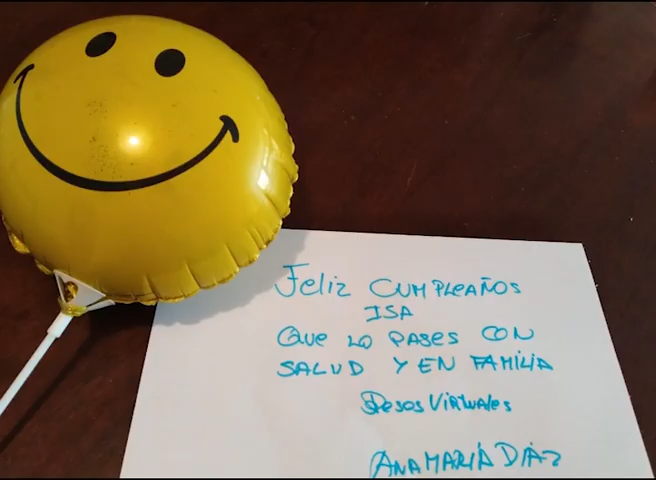 Feliz CUMPLEAÑOS
ISA
QUE LO PASES CON
SALUD Y EN FAMILIA
Besos VIRTUALES
ANA MARÍA DÍAZ